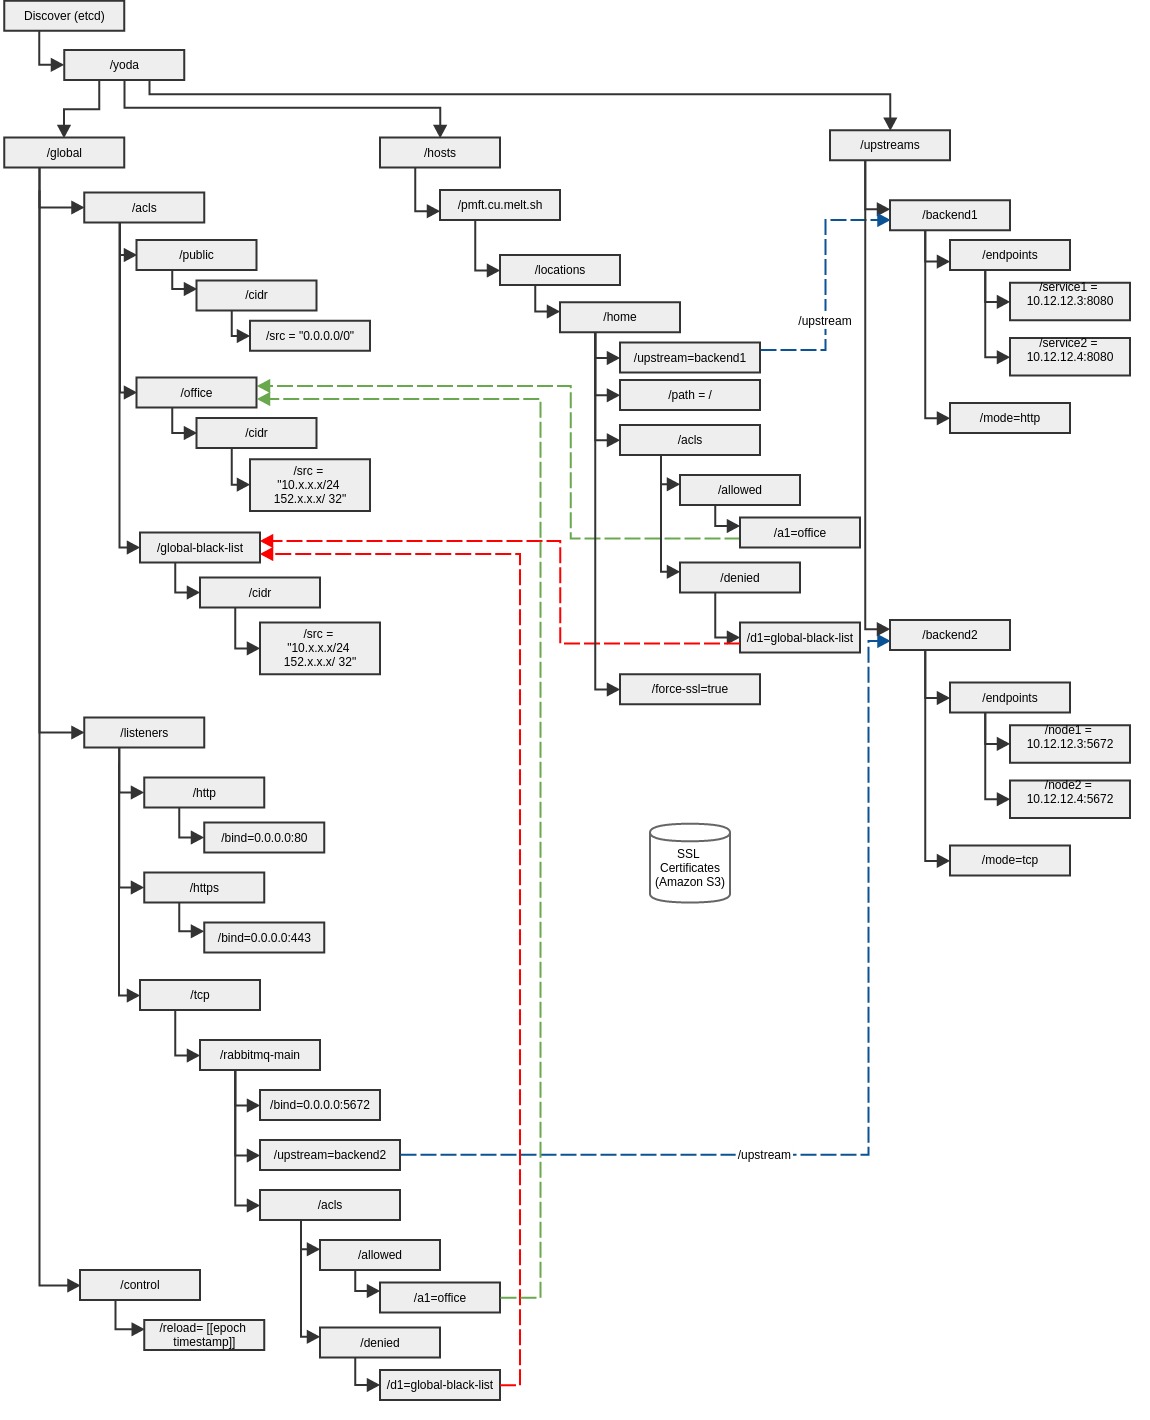 Discover (etcd)
/yoda
/global
/hosts
/upstreams
/acls
/public
/cidr
/src = "0.0.0.0/0"
/office
/cidr
/src =
"10.x.x.x/24
152.x.x.x/ 32"
/global-black-list
/cidr
/src =
"10.x.x.x/24
152.x.x.x/ 32"
/listeners
/http
/bind=0.0.0.0:80
/https
/bind=0.0.0.0:443
/tcp
/rabbitmq-main
/bind=0.0.0.0:5672
/upstream=backend2
/acls
/allowed
/a1=office
/denied
/d1=global-black-list
/control
/reload= [[epoch
timestamp]]
/pmft.cu.melt.sh
/locations
/home
/upstream=backend1
/path = /
/acls
/allowed
/a1=office
/denied
/d1=global-black-list
/force-ssl=true
/upstream
SSL
Certificates
(Amazon S3)
/upstream
/backend1
/endpoints
/service1 =
10.12.12.3:8080
/service2 =
10.12.12.4:8080
/mode=http
/backend2
/endpoints
/node1 =
10.12.12.3:5672
/node2 =
10.12.12.4:5672
/mode=tcp